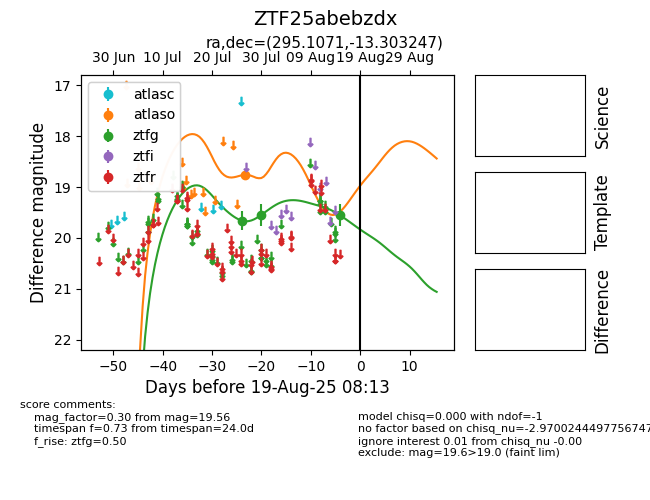 ZTF25abebzdx
ra,dec=(295.1071,-13.303247)
30 Jun 10 Jul 20 Jul 30 Jul 09 Aug 19 Aug 29 Aug
17
18
19
20
21
22
Difference magnitude
atlasc
atlaso
ztfg
ztfi
ztfr
−50 −40 −30 −20 −10 0 10
Days before 19-Aug-25 08:13
Science
Template
Difference
score comments:
mag_factor=0.30 from mag=19.56
timespan f=0.73 from timespan=24.0d
f_rise: ztfg=0.50
model chisq=0.000 with ndof=-1
no factor based on chisq_nu=-2.9700244497756747
ignore interest 0.01 from chisq_nu -0.00
exclude: mag=19.6>19.0 (faint lim)